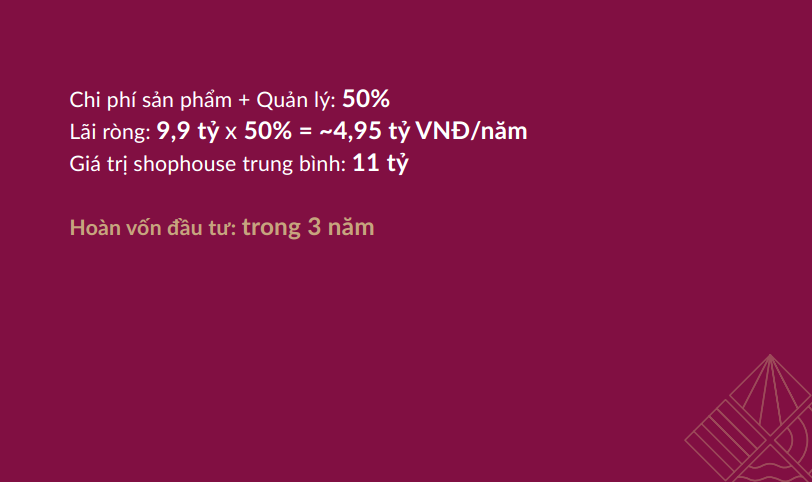 Chi phí sản phẩm + Quản lý: 50%
Lãi ròng: 9,9 tỷ x 50% = ~4,95 tỷ VNĐ/năm
Giá trị shophouse trung bình: 11 tỷ
Hoàn vốn đầu tư: trong 3 năm